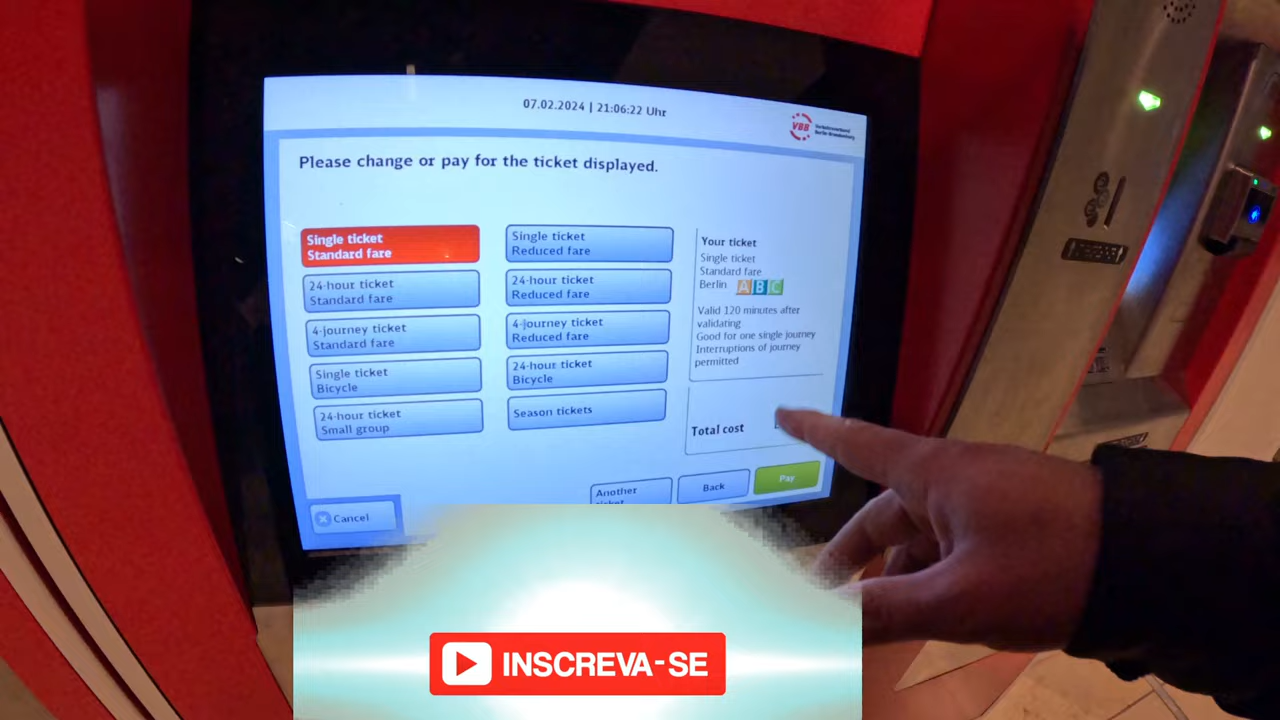 07.02.2024 | 21:06:22 Uhr
VBB Verkehrsverbund
Berlin-Brandenburg
Please change or pay for the ticket displayed.
Single ticket
Standard fare
24-hour ticket
Standard fare
4-journey ticket
Standard fare
Single ticket
Bicycle
24-hour ticket
Small group
Single ticket
Reduced fare
24-hour ticket
Reduced fare
4-journey ticket
Reduced fare
24-hour ticket
Bicycle
Season tickets
Your ticket
Single ticket
Standard fare
Berlin ABC
Valid 120 minutes after
validating
Good for one single journey
Interruptions of journey
permitted
Total cost
Another
Back
Pay
Cancel
INSCREVA-SE